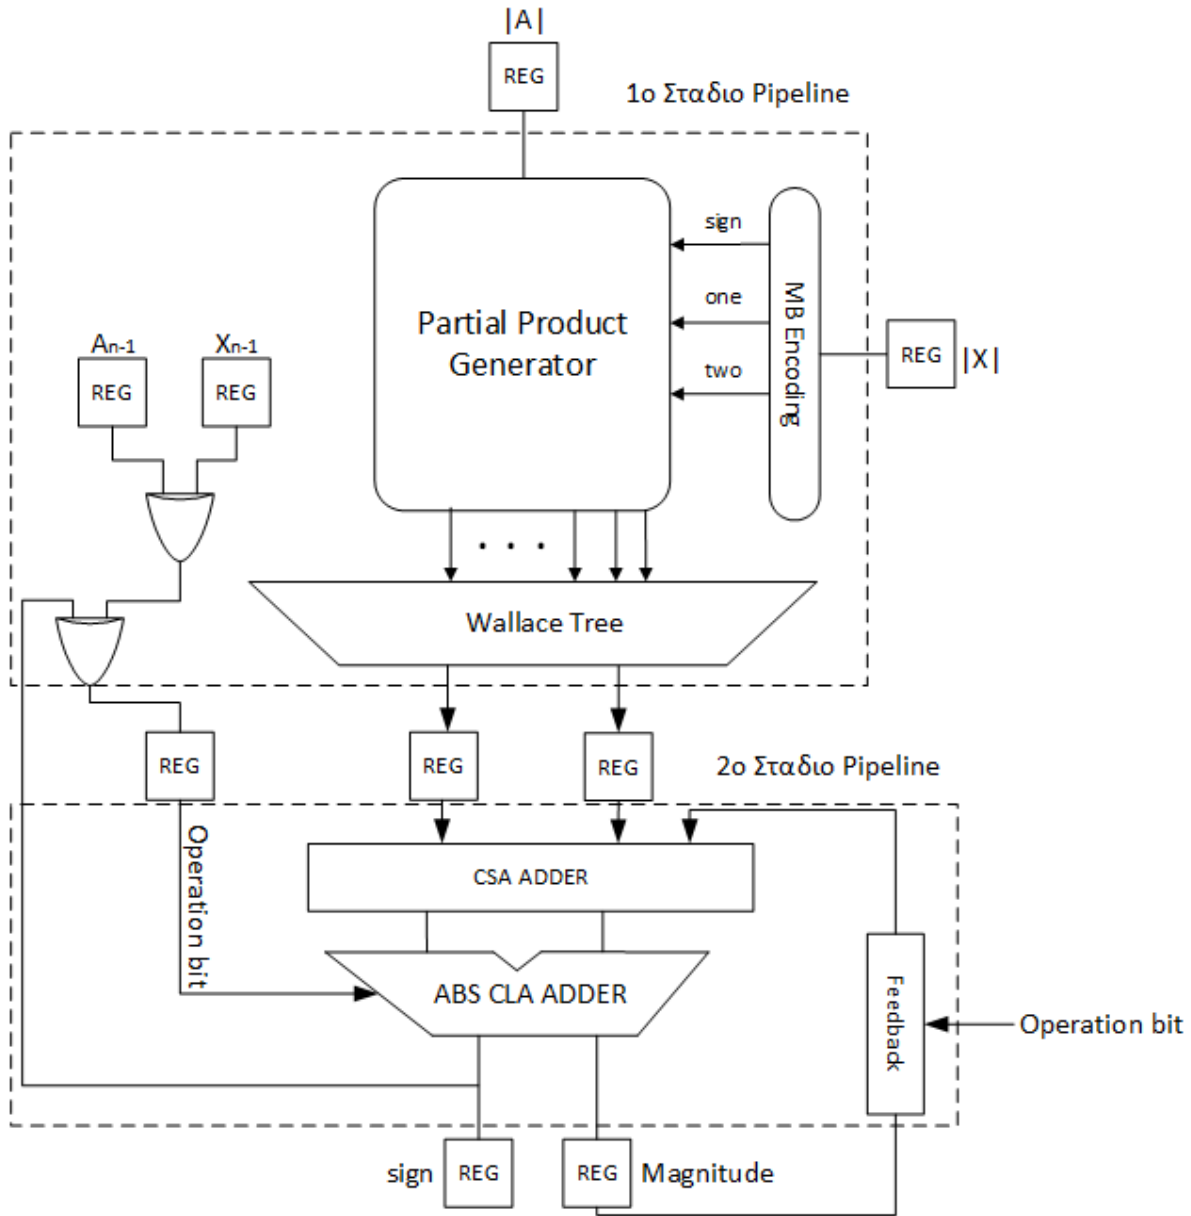 |A|
REG
1ο Σταδιο Pipeline
sign
one
two
MB Encoding
Partial Product
Generator
REG
|X|
An-1
Xn-1
REG
REG
. . .
Wallace Tree
REG
REG
REG
2ο Σταδιο Pipeline
Operation bit
CSA ADDER
ABS CLA ADDER
Feedback
Operation bit
sign
REG
REG
Magnitude